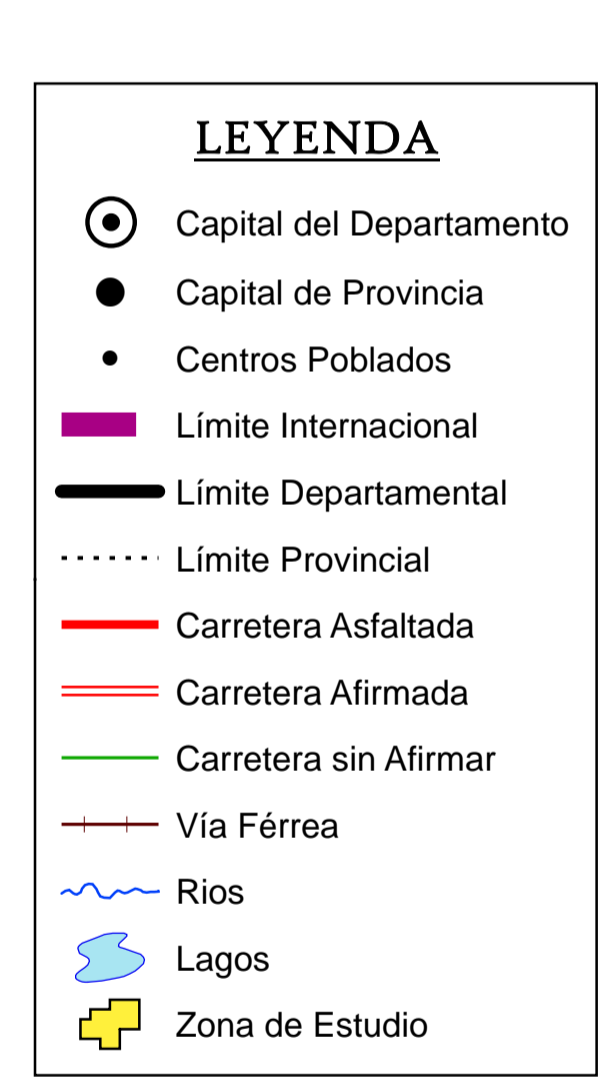 LEYENDA
Capital del Departamento
Capital de Provincia
Centros Poblados
Límite Internacional
Límite Departamental
Límite Provincial
Carretera Asfaltada
Carretera Afirmada
Carretera sin Afirmar
Vía Férrea
Rios
Lagos
Zona de Estudio